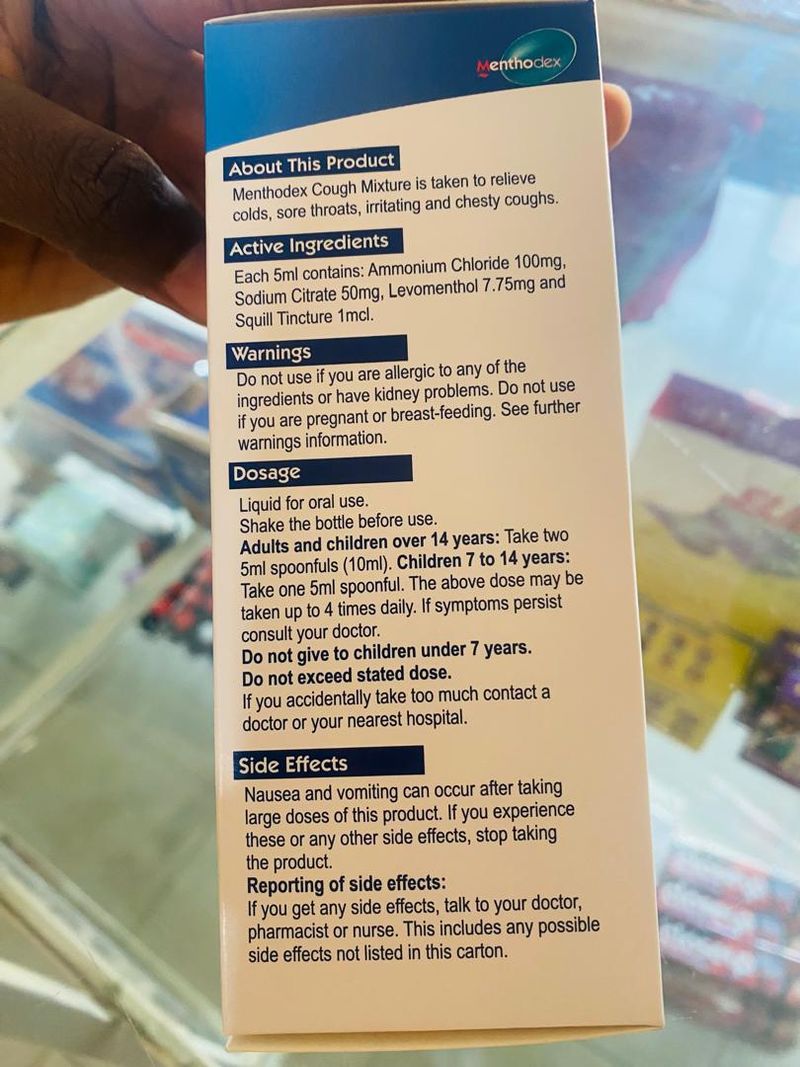 Menthodex
About This Product
Menthodex Cough Mixture is taken to relieve
colds, sore throats, irritating and chesty coughs.
Active Ingredients
Each 5ml contains: Ammonium Chloride 100mg,
Sodium Citrate 50mg, Levomenthol 7.75mg and
Squill Tincture 1mcl.
Warnings
Do not use if you are allergic to any of the
ingredients or have kidney problems. Do not use
if you are pregnant or breast-feeding. See further
warnings information.
Dosage
Liquid for oral use.
Shake the bottle before use.
Adults and children over 14 years: Take two
5ml spoonfuls (10ml). Children 7 to 14 years:
Take one 5ml spoonful. The above dose may be
taken up to 4 times daily. If symptoms persist
consult your doctor.
Do not give to children under 7 years.
Do not exceed stated dose.
If you accidentally take too much contact a
doctor or your nearest hospital.
Side Effects
Nausea and vomiting can occur after taking
large doses of this product. If you experience
these or any other side effects, stop taking
the product.
Reporting of side effects:
If you get any side effects, talk to your doctor,
pharmacist or nurse. This includes any possible
side effects not listed in this carton.